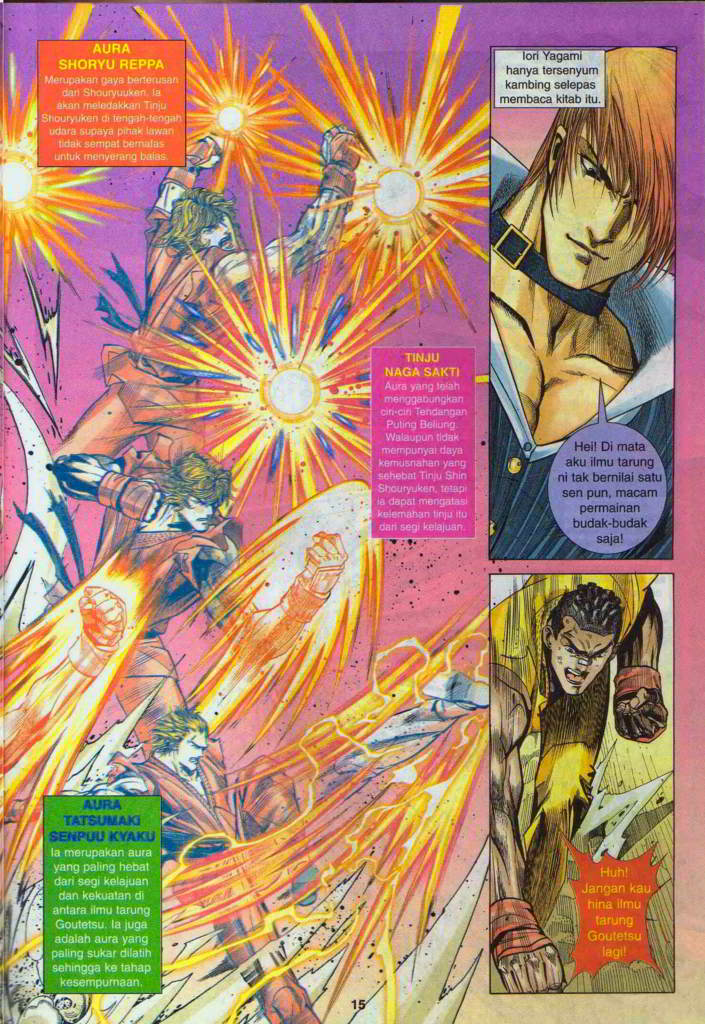 AURA
SHORYU REPPA
Merupakan gaya berterusan
dari Shouryuuken. Ia
akan meledakkan Tinju
Shouryuken di tengah-tengah
udara supaya pihak lawan
tidak sempat bernafas
untuk menyerang balas.
Iori Yagami
hanya tersenyum
kambing selepas
membaca kitab itu.
TINJU
NAGA SAKTI
Aura yang telah
menggabungkan
ciri-ciri Tendangan
Puting Beliung.
Walaupun tidak
mempunyai daya
kemusnahan yang
sehebat Tinju Shin
Shouryuken, tetapi
ia dapat mengatasi
kelemahan tinju itu
dari segi kelajuan.
Hei! Di mata
aku ilmu tarung
ni tak bernilai satu
sen pun, macam
permainan
budak-budak
saja!
AURA
TATSUMAKI
SENPUU KYAKU
Ia merupakan aura
yang paling hebat
dari segi kelajuan
dan kekuatan di
antara ilmu tarung
Goutetsu. Ia juga
adalah aura yang
paling sukar dilatih
sehingga ke tahap
kesempurnaan.
Huh!
Jangan kau
hina ilmu
tarung
Goutetsu
lagi!
15